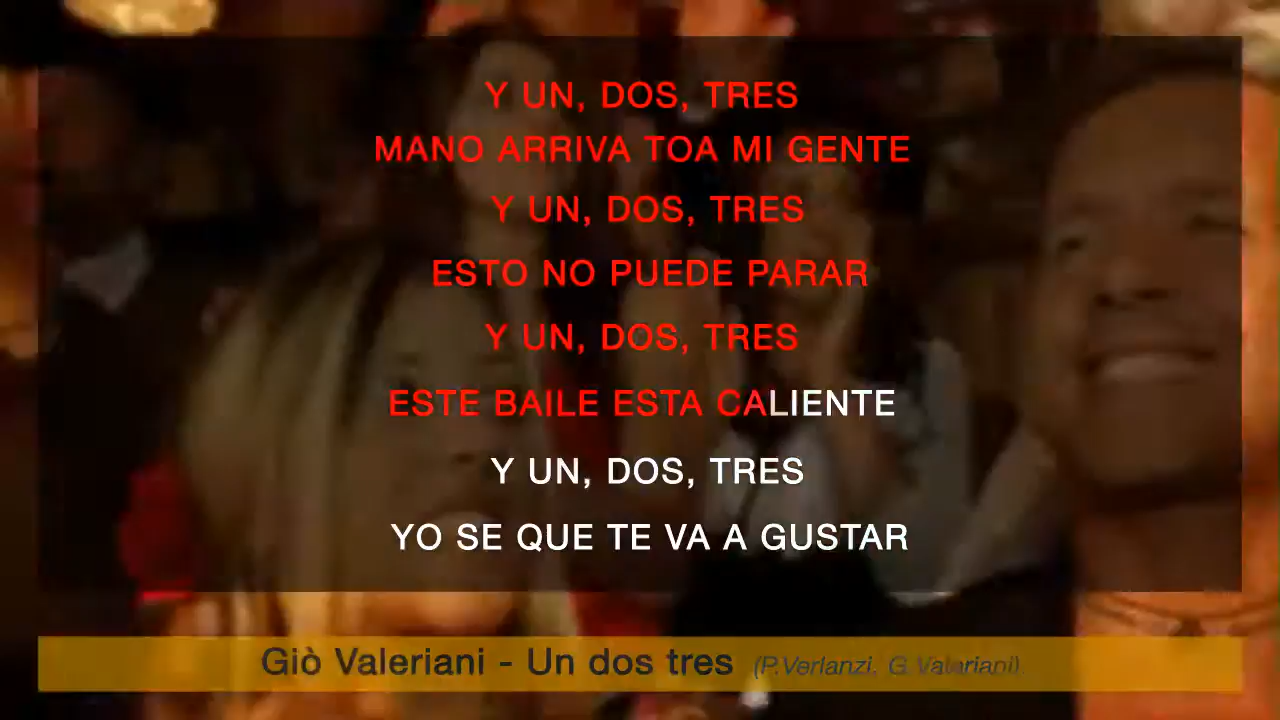 Y UN, DOS, TRES
MANO ARRIVA TOA MI GENTE
Y UN, DOS, TRES
ESTO NO PUEDE PARAR
Y UN, DOS, TRES
ESTE BAILE ESTA CALIENTE
Y UN, DOS, TRES
YO SE QUE TE VA A GUSTAR
Giò Valeriani - Un dos tres (P.Verlanzi, G.Valariani)